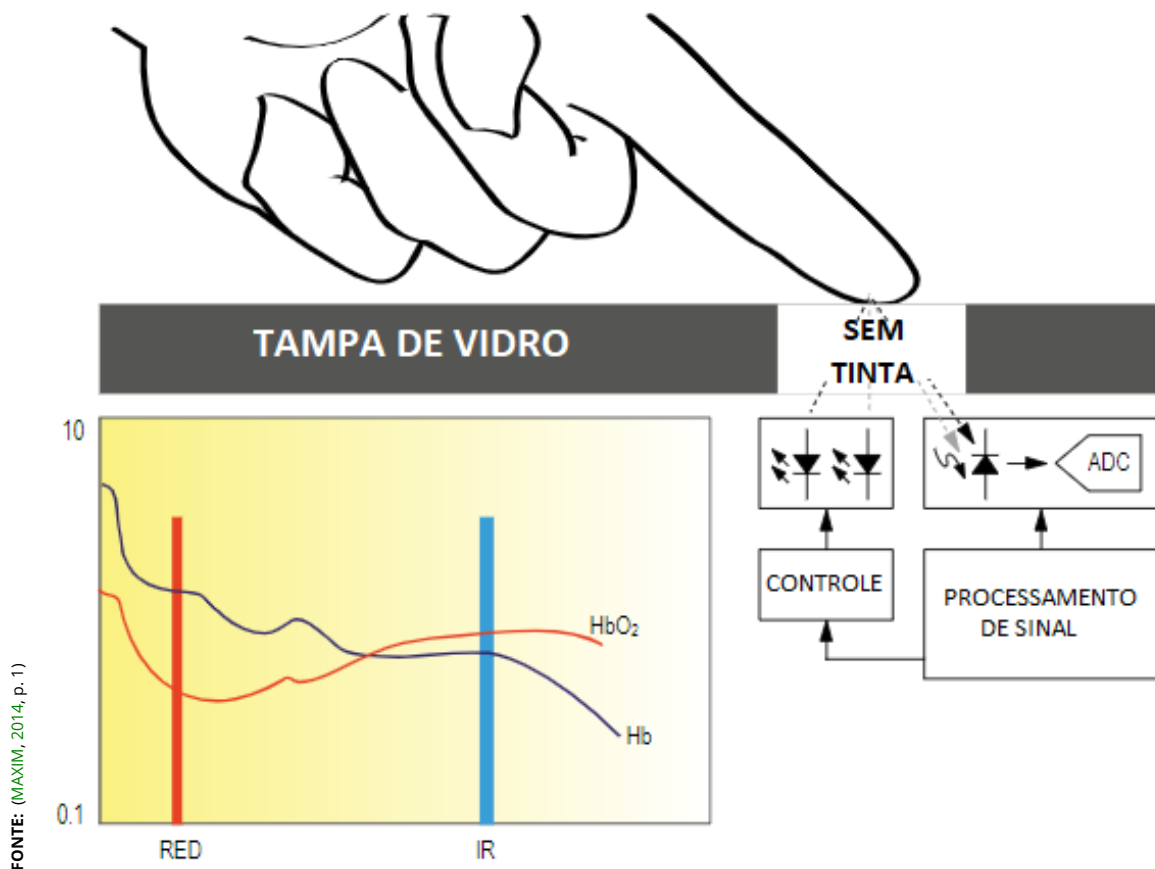 TAMPA DE VIDRO
SEM
TINTA
10
0.1
RED
IR
HbO₂
Hb
ADC
CONTROLE
PROCESSAMENTO
DE SINAL
FONTE: (MAXIM, 2014, p. 1)